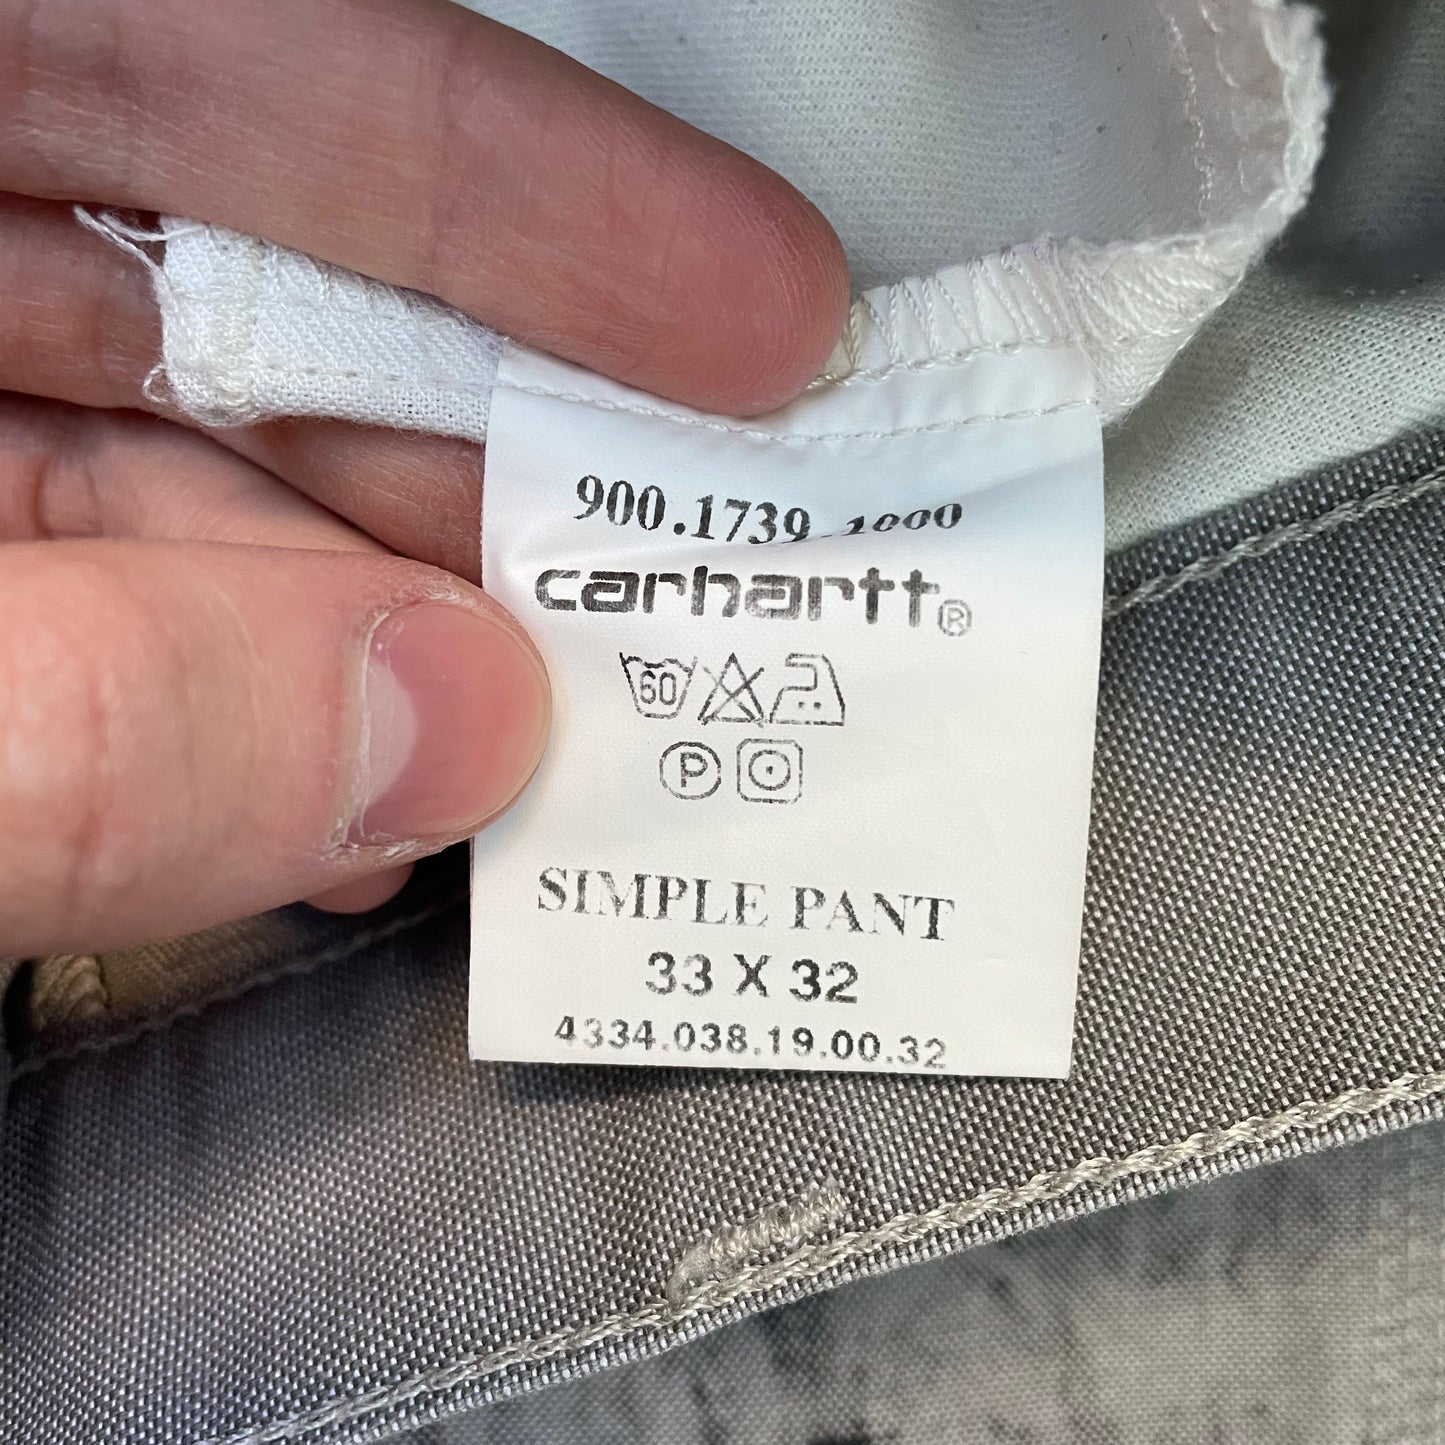 900.1739
carhartt®
60
P
SIMPLE PANT
33 X 32
4334.038.19.00.32